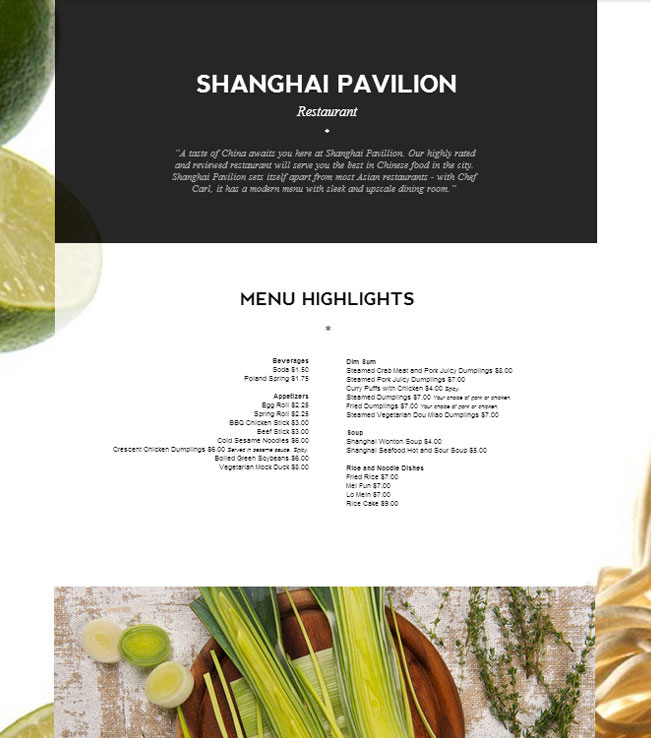 SHANGHAI PAVILION
Restaurant
"A taste of China awaits you here at Shanghai Pavillion. Our highly rated
and reviewed restaurant will serve you the best in Chinese food in the city.
Shanghai Pavilion sets itself apart from most Asian restaurants - with Chef
Carl, it has a modern menu with sleek and upscale dining room."
MENU HIGHLIGHTS
*
Beverages
Soda $1.50
Poland Spring $1.75
Appetizers
Egg Roll $2.25
Spring Roll $2.25
BBQ Chicken Stick $3.00
Beef Stick $3.00
Cold Sesame Noodles $6.00
Crescent Chicken Dumplings $6.00 Served in sesame sauce. Spicy.
Boiled Green Soybeans $6.00
Vegetarian Mock Duck $8.00
Dim Sum
Steamed Crab Meat and Pork Juicy Dumplings $8.00
Steamed Pork Juicy Dumplings $7.00
Curry Puffs with Chicken $4.00 Spicy.
Steamed Dumplings $7.00 Your choice of pork or chicken.
Fried Dumplings $7.00 Your choice of pork or chicken.
Steamed Vegetarian Dou Miao Dumplings $7.00
Soup
Shanghai Wonton Soup $4.00
Shanghai Seafood Hot and Sour Soup $5.00
Rice and Noodle Dishes
Fried Rice $7.00
Mei Fun $7.00
Lo Mein $7.00
Rice Cake $9.00